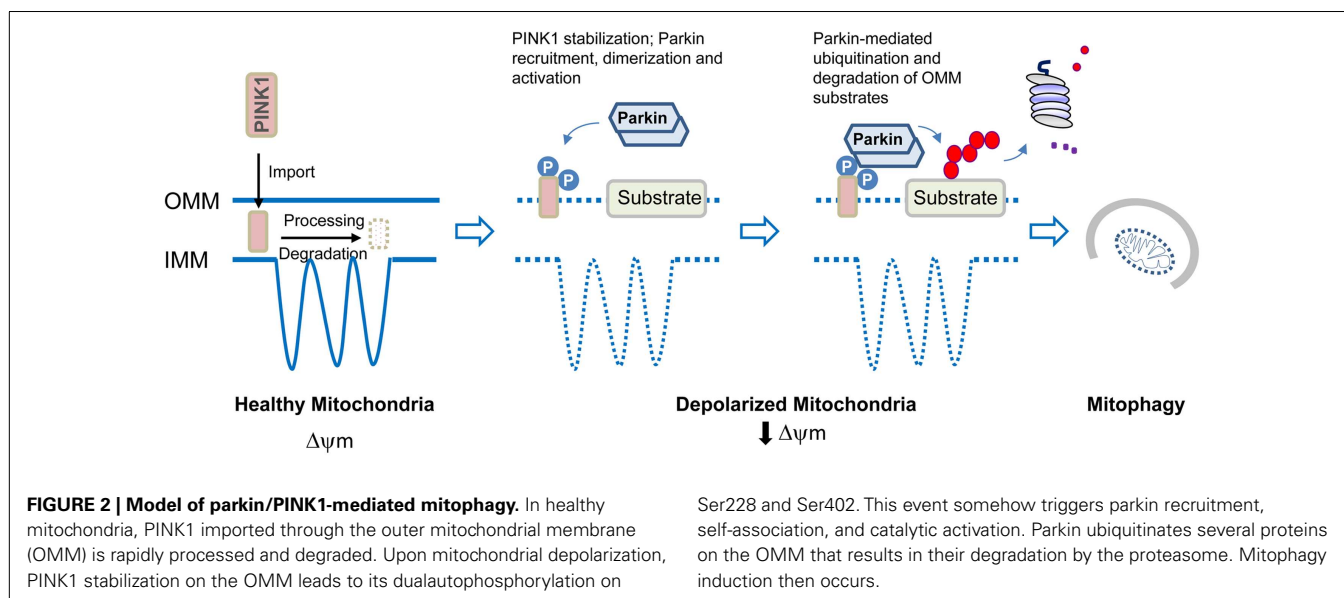 PINK1 stabilization; Parkin
recruitment, dimerization and
activation
Parkin-mediated
ubiquitination and
degradation of OMM
substrates
PINK1
Import
Parkin
Parkin
P
P
P
P
OMM
Substrate
Substrate
Processing
Degradation
IMM
Healthy Mitochondria
Δψm
Depolarized Mitochondria
Δψm
Mitophagy
FIGURE 2 | Model of parkin/PINK1-mediated mitophagy. In healthy
mitochondria, PINK1 imported through the outer mitochondrial membrane
(OMM) is rapidly processed and degraded. Upon mitochondrial depolarization,
PINK1 stabilization on the OMM leads to its dualautophosphorylation on
Ser228 and Ser402. This event somehow triggers parkin recruitment,
self-association, and catalytic activation. Parkin ubiquitinates several proteins
on the OMM that results in their degradation by the proteasome. Mitophagy
induction then occurs.